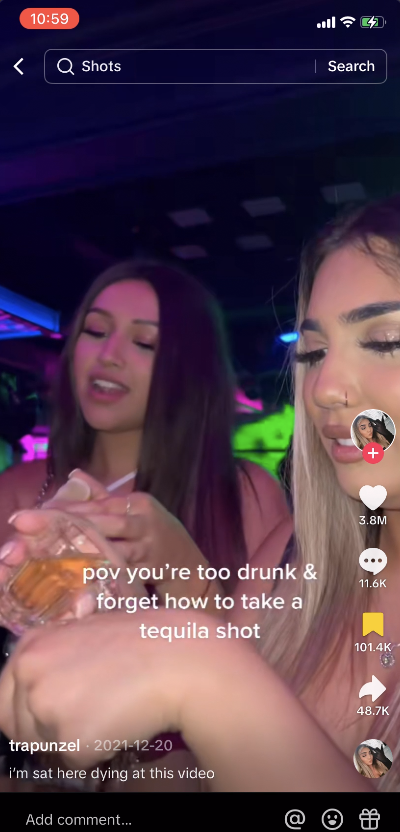 10:59
Shots
Search
3.8M
11.6K
101.4K
48.7K
pov you’re too drunk &
forget how to take a
tequila shot
trapunzel · 2021-12-20
i’m sat here dying at this video
Add comment...